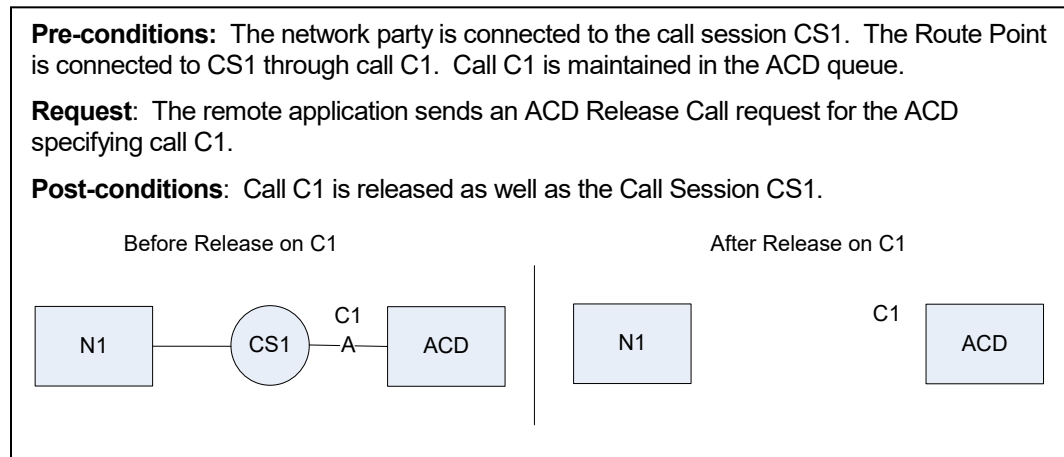 Pre-conditions: The network party is connected to the call session CS1. The Route Point
is connected to CS1 through call C1. Call C1 is maintained in the ACD queue.
Request: The remote application sends an ACD Release Call request for the ACD
specifying call C1.
Post-conditions: Call C1 is released as well as the Call Session CS1.
Before Release on C1
After Release on C1
N1
CS1
C1
A
ACD
N1
C1
ACD